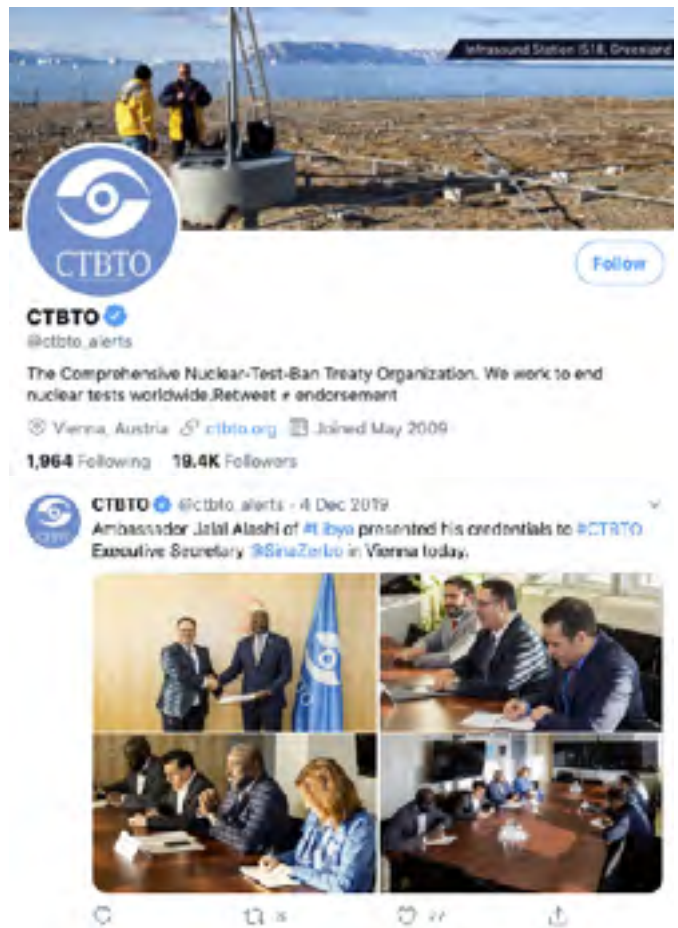 Infrasound Station IS18, Greenland
CTBTO
Follow
CTBTO
@ctbto_alerts
The Comprehensive Nuclear-Test-Ban Treaty Organization. We work to end
nuclear tests worldwide.Retweet ≠ endorsement
Vienna, Austria ctbto.org Joined May 2009
1,964 Following 19.4K Followers
CTBTO @ctbto_alerts · 4 Dec 2019
Ambassador Jalal Alashi of #Libya presented his credentials to #CTBTO
Executive Secretary @SinaZerbo in Vienna today.